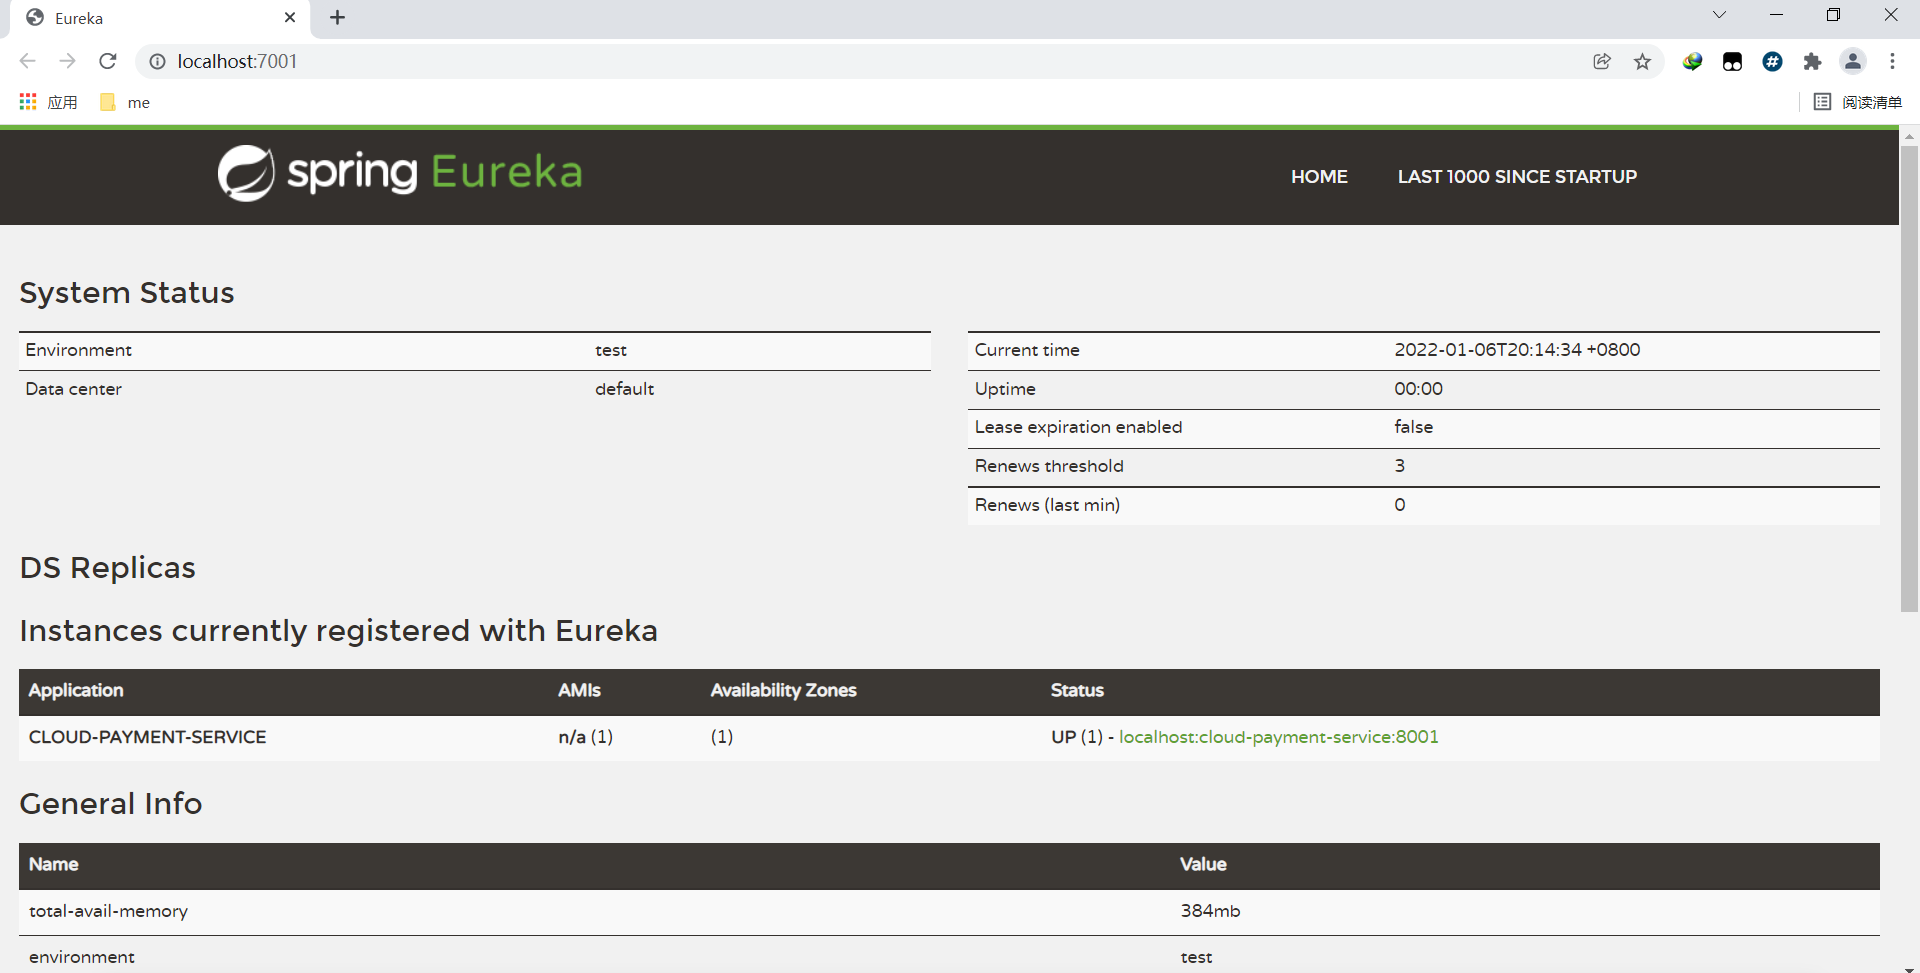 Eureka
localhost:7001
应用 me 阅读清单
spring Eureka HOME LAST 1000 SINCE STARTUP
System Status
Environment test
Data center default
Current time 2022-01-06T20:14:34 +0800
Uptime 00:00
Lease expiration enabled false
Renews threshold 3
Renews (last min) 0
DS Replicas
Instances currently registered with Eureka
Application AMIs Availability Zones Status
CLOUD-PAYMENT-SERVICE n/a (1) (1) UP (1) - localhost:cloud-payment-service:8001
General Info
Name Value
total-avail-memory 384mb
environment test